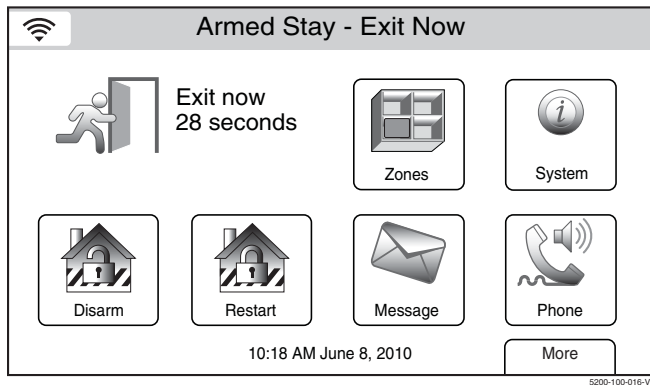 Armed Stay - Exit Now
Exit now
28 seconds
Zones
System
Disarm
Restart
Message
Phone
10:18 AM June 8, 2010
More
5200-100-016-V